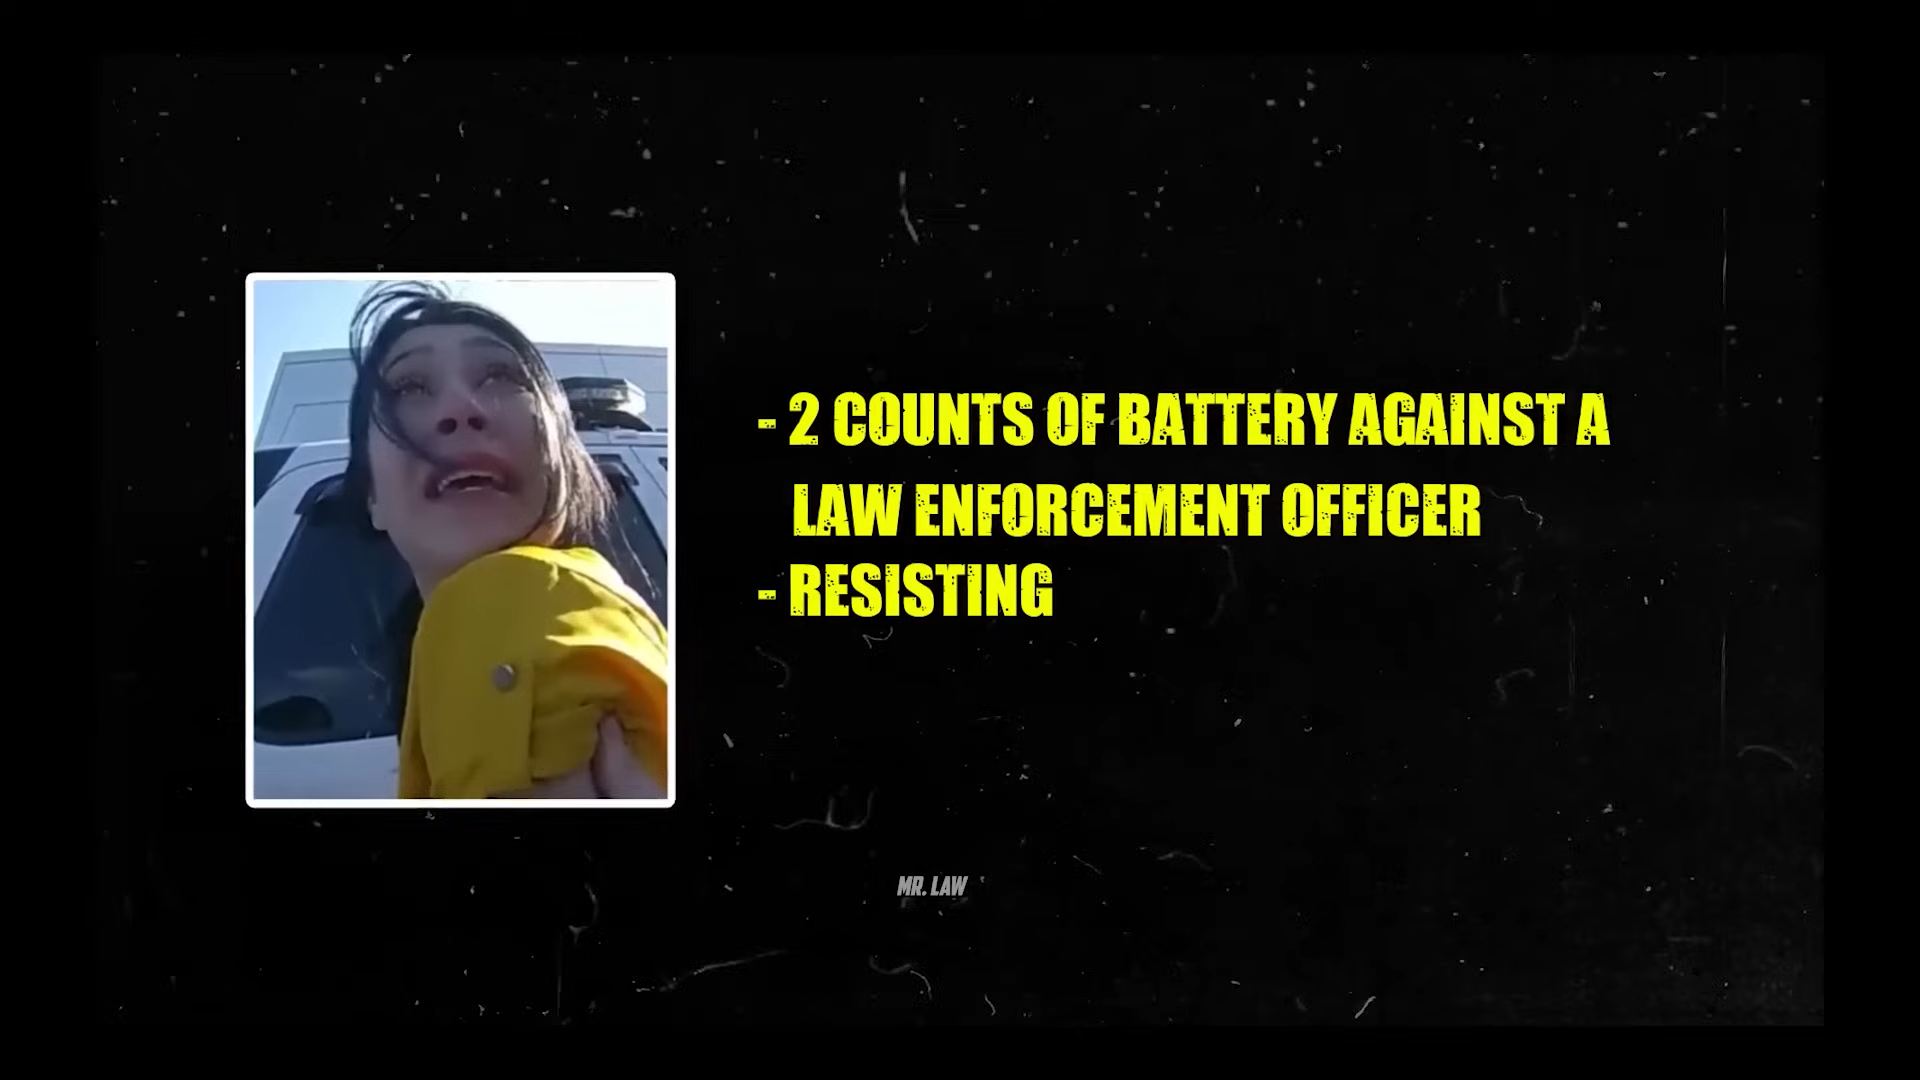 - 2 COUNTS OF BATTERY AGAINST A
LAW ENFORCEMENT OFFICER
- RESISTING
MR. LAW